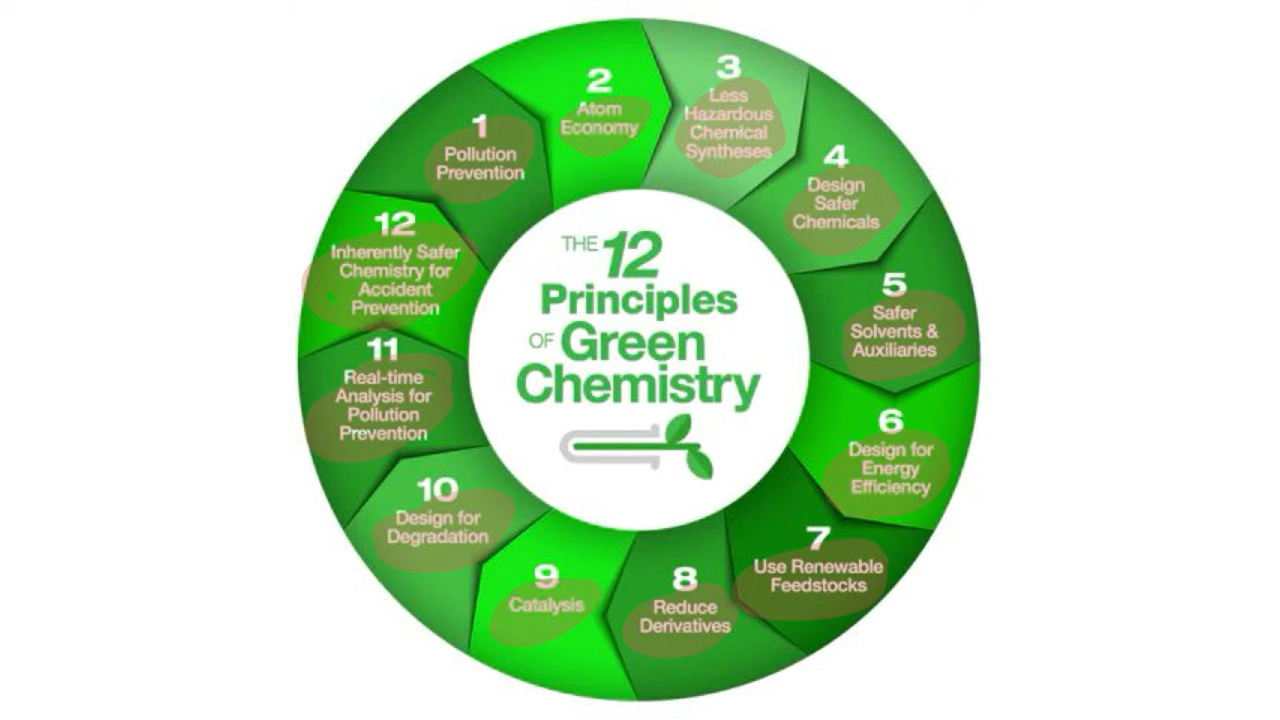 THE 12
Principles
OF Green
Chemistry
1
Pollution
Prevention
2
Atom
Economy
3
Less
Hazardous
Chemical
Syntheses
4
Design
Safer
Chemicals
5
Safer
Solvents &
Auxiliaries
6
Design for
Energy
Efficiency
7
Use Renewable
Feedstocks
8
Reduce
Derivatives
9
Catalysis
10
Design for
Degradation
11
Real-time
Analysis for
Pollution
Prevention
12
Inherently Safer
Chemistry for
Accident
Prevention